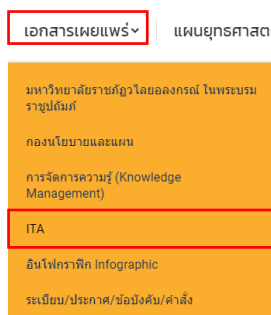 เอกสารเผยแพร่ แผนยุทธศาสต
มหาวิทยาลัยราชภัฏวไลยอลงกรณ์ ในพระบรม
ราชูปถัมภ์
กองนโยบายและแผน
การจัดการความรู้ (Knowledge
Management)
ITA
อินโฟกราฟิก Infographic
ระเบียบ/ประกาศ/ข้อบังคับ/คำสั่ง